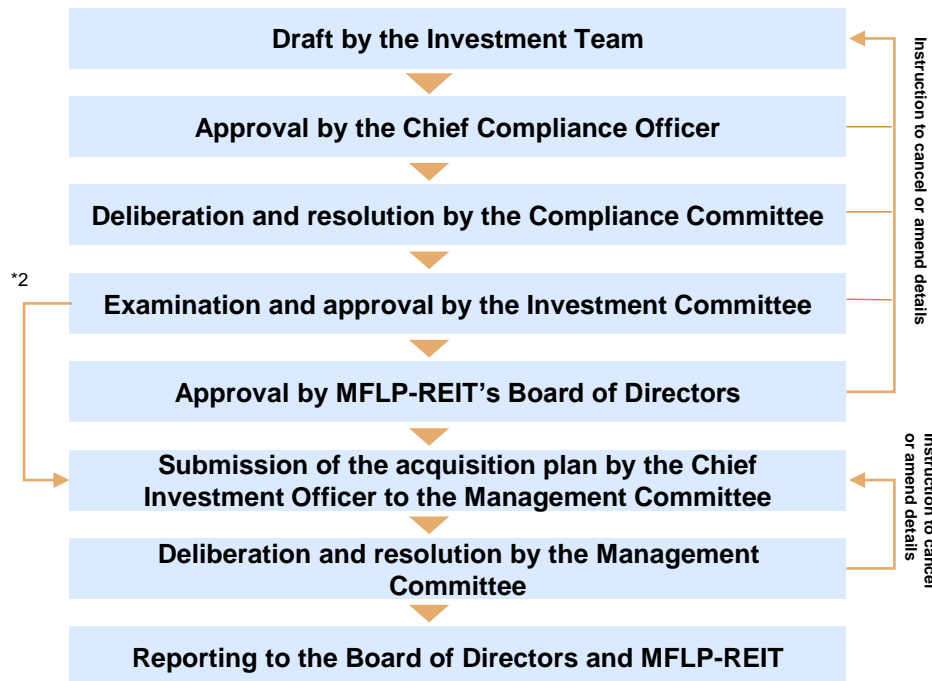 Draft by the Investment Team
Approval by the Chief Compliance Officer
Deliberation and resolution by the Compliance Committee
*2
Examination and approval by the Investment Committee
Approval by MFLP-REIT's Board of Directors
Submission of the acquisition plan by the Chief
Investment Officer to the Management Committee
Deliberation and resolution by the Management
Committee
Reporting to the Board of Directors and MFLP-REIT
Instruction to cancel or amend details
Instruction to cancel
or amend details